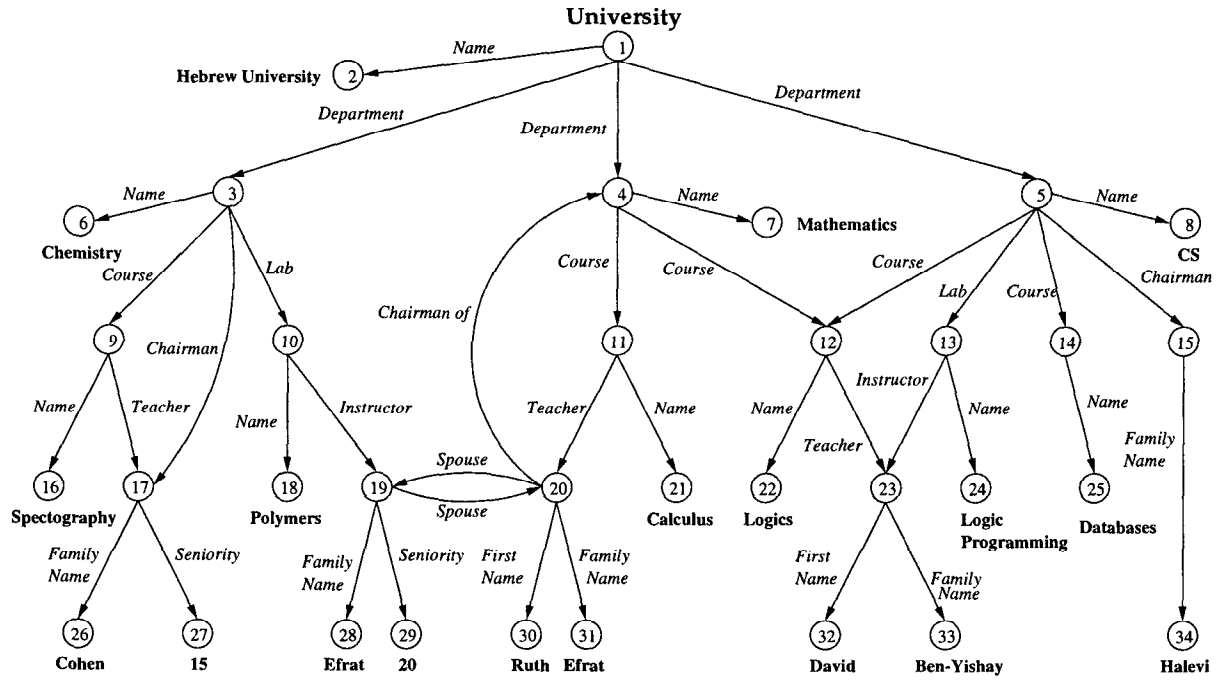 University
1
Name
Hebrew University
2
Department
Department
Department
3
Name
6
Chemistry
4
Name
7
Mathematics
5
Name
8
CS
Course
Lab
Chairman
Chairman of
Course
Course
Course
Lab
Course
Chairman
9
10
11
12
13
14
15
Name
Teacher
Name
Instructor
Teacher
Name
Name
Teacher
Instructor
Name
Name
Family
Name
Spouse
Spouse
16
17
18
19
20
21
22
23
24
25
Spectography
Polymers
Calculus
Logics
Logic
Programming
Databases
Family
Name
Seniority
Family
Name
Seniority
First
Name
Family
Name
First
Name
Family
Name
26
27
28
29
30
31
32
33
34
Cohen
15
Efrat
20
Ruth
Efrat
David
Ben-Yishay
Halevi